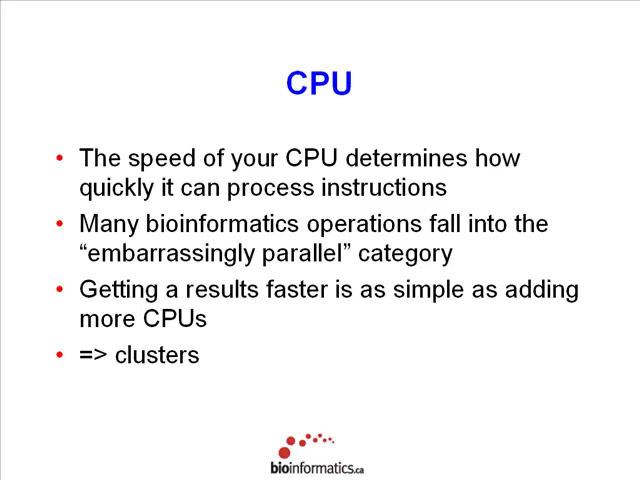 CPU
• The speed of your CPU determines how
quickly it can process instructions
• Many bioinformatics operations fall into the
“embarrassingly parallel” category
• Getting a results faster is as simple as adding
more CPUs
• => clusters
bioinformatics.ca